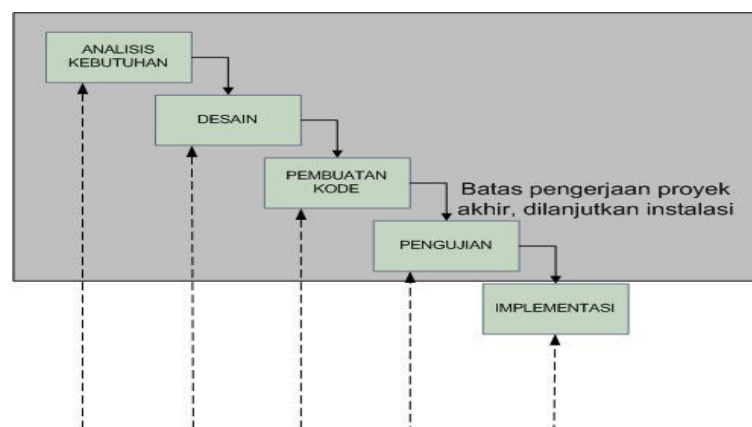 ANALISIS
KEBUTUHAN
DESAIN
PEMBUATAN
KODE
Batas pengerjaan proyek
akhir, dilanjutkan instalasi
PENGUJIAN
IMPLEMENTASI